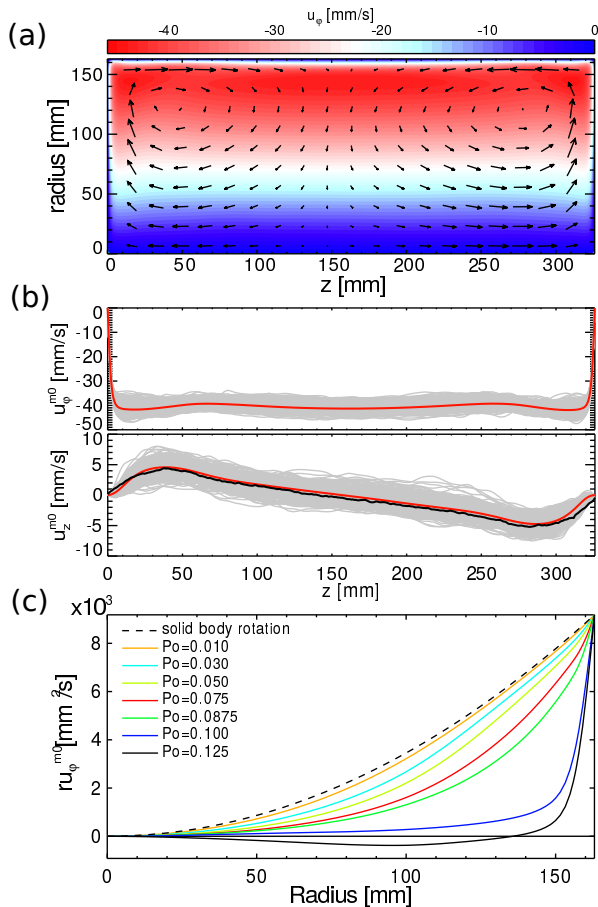 (a)
uφ [mm/s]
-40 -30 -20 -10 0
radius [mm]
150
100
50
0
0 50 100 150 200 250 300
z [mm]
(b)
uφ^m0 [mm/s]
0
-10
-20
-30
-40
-50
uz^m0 [mm/s]
10
5
0
-5
-10
0 50 100 150 200 250 300
z [mm]
(c)
x10^3
ruφ^m0 [mm^2/s]
8
6
4
2
0
solid body rotation
Po=0.010
Po=0.030
Po=0.050
Po=0.075
Po=0.0875
Po=0.100
Po=0.125
0 50 100 150
Radius [mm]